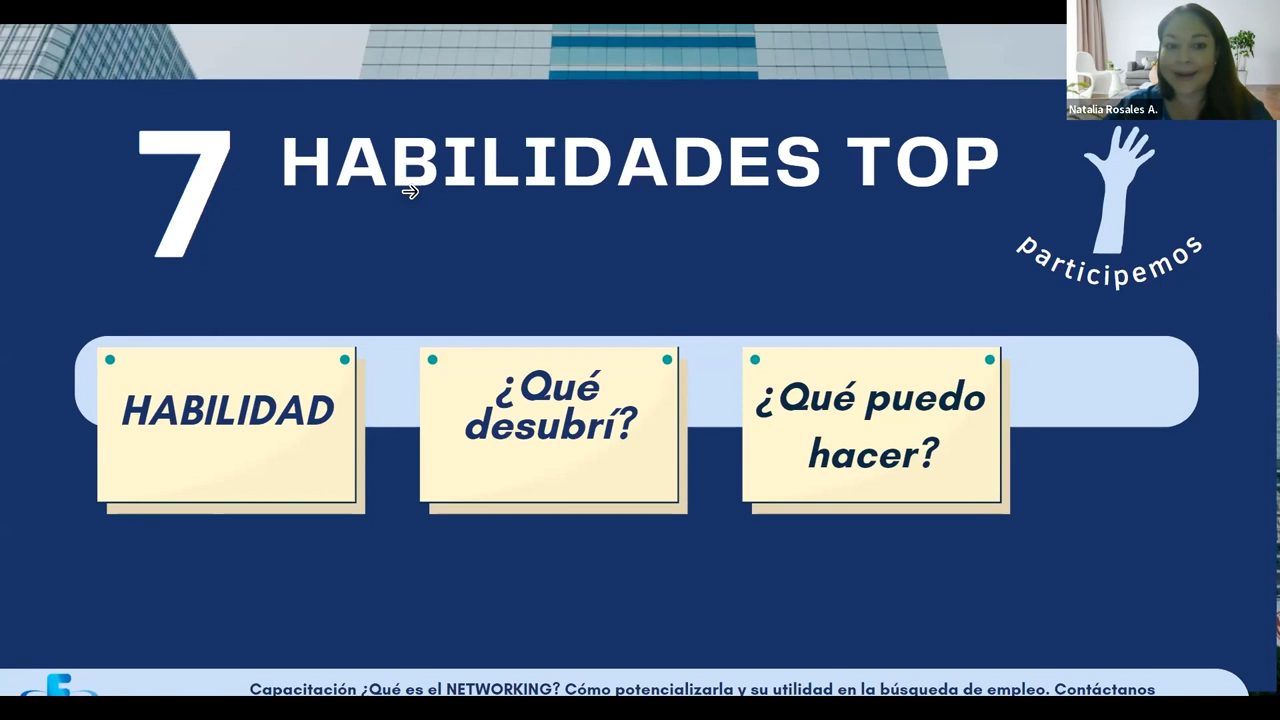 Natalia Rosales A.
7 HABILIDADES TOP
participemos
HABILIDAD
¿Qué
desubrí?
¿Qué puedo
hacer?
Capacitación ¿Qué es el NETWORKING? Cómo potencializarla y su utilidad en la búsqueda de empleo. Contáctanos